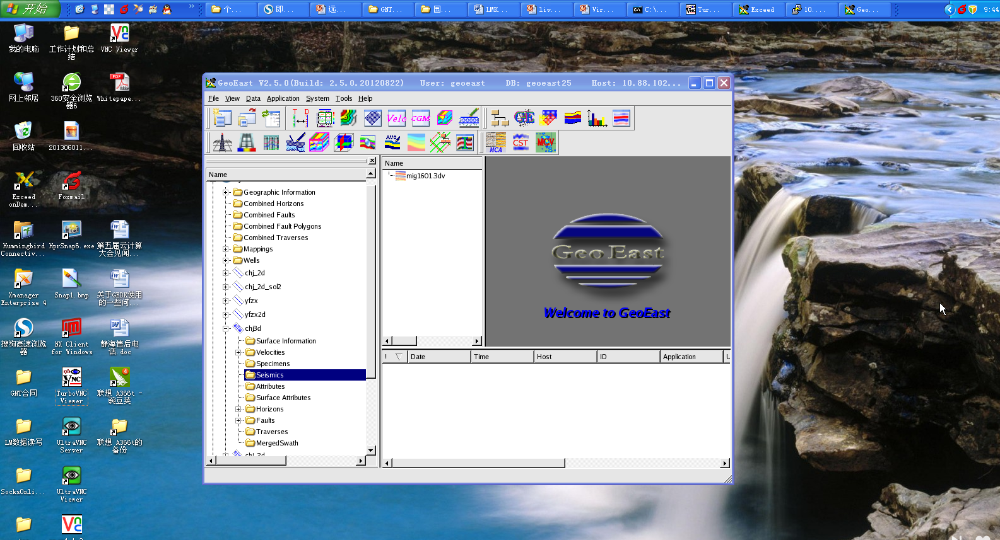 开始
个...
即...
远...
GNT...
国...
LMK...
liv...
Vir...
C:\...
Tur...
Exceed
10....
Geo...
9:44
我的电脑
工作计划和总结
VNC Viewer
网上邻居
360安全浏览器6
Whitepape...
回收站
201306011...
Exceed onDem...
Foxmail
Hummingbird Connectiv...
HprSnap6.exe
第五届云计算大会见闻...
Xmanager Enterprise 4
Snap1.bmp
关于GEDK使用的一些问...
搜狗高速浏览器
NX Client for Windows
静海售后电话.doc
GNT合同
TurboVNC Viewer
联想 A366t - 豌豆荚
LM数据读写
UltraVNC Server
联想 A366t的备份
SocksOnli...
UltraVNC Viewer
GeoEast V2.5.0(Build: 2.5.0.20120822) User: geoeast DB: geoeast25 Host: 10.88.102...
File View Data Application System Tools Help
T D
Velo
CGM
AVO
MCA
CST
MCV
Name
Geographic Information
Combined Horizons
Combined Faults
Combined Fault Polygons
Combined Traverses
Mappings
Wells
chj_2d
chj_2d_sol2
yfzx
yfzx2d
chj3d
Surface Information
Velocities
Specimens
Seismics
Attributes
Surface Attributes
Horizons
Faults
Traverses
MergedSwath
chj_3d
Name
mig1601.3dv
GeoEast
Welcome to GeoEast
! Date Time Host ID Application U